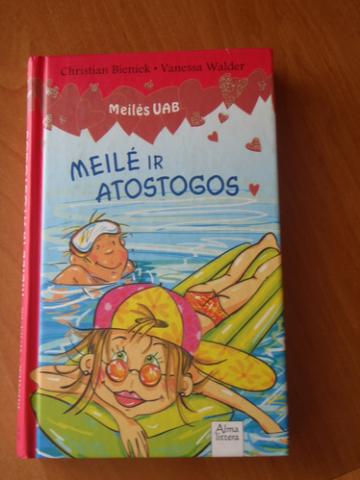 Christian Bieniek • Vanessa Walder
Meilės UAB
MEILĖ IR
ATOSTOGOS
Alma
littera